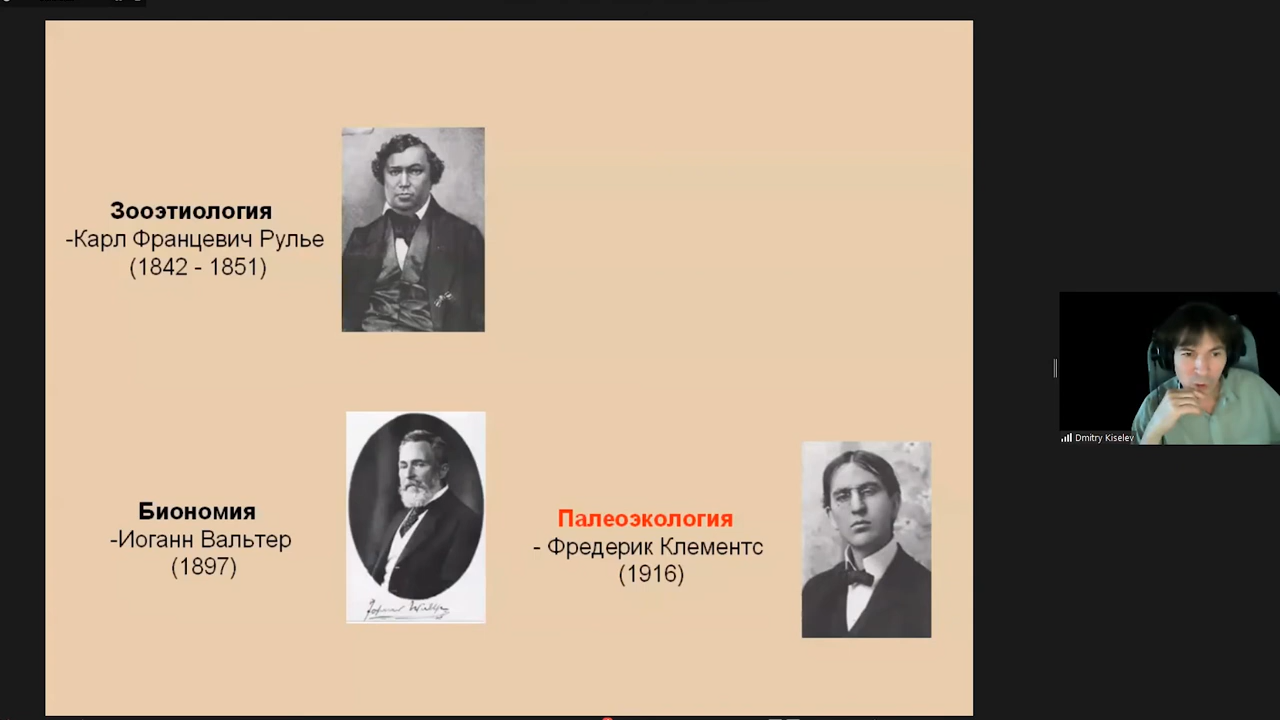 Зооэтиология
-Карл Францевич Рулье
(1842 - 1851)
Биономия
-Иоганн Вальтер
(1897)
Палеоэкология
- Фредерик Клементс
(1916)
Dmitry Kiselev